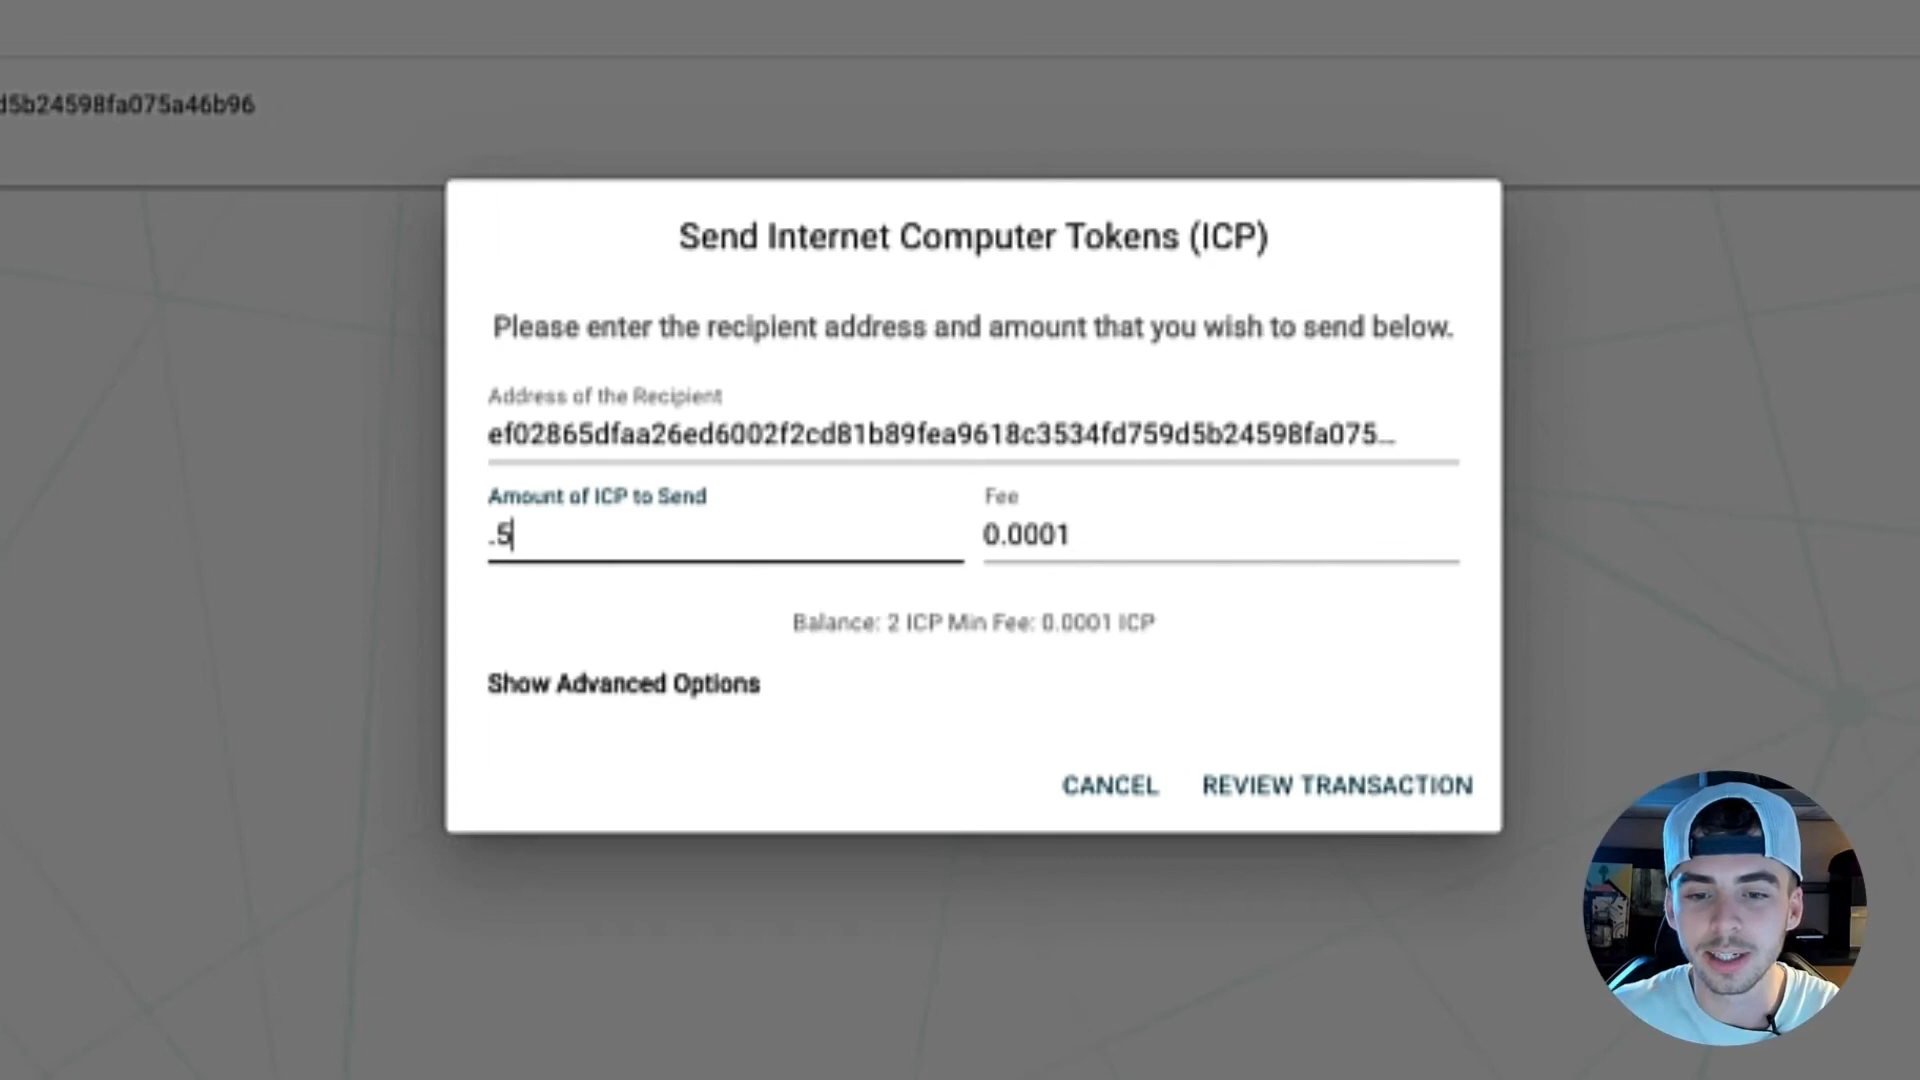 d5b24598fa075a46b96
Send Internet Computer Tokens (ICP)
Please enter the recipient address and amount that you wish to send below.
Address of the Recipient
ef02865dfaa26ed6002f2cd81b89fea9618c3534fd759d5b24598fa075...
Amount of ICP to Send
Fee
.5
0.0001
Balance: 2 ICP Min Fee: 0.0001 ICP
Show Advanced Options
CANCEL
REVIEW TRANSACTION